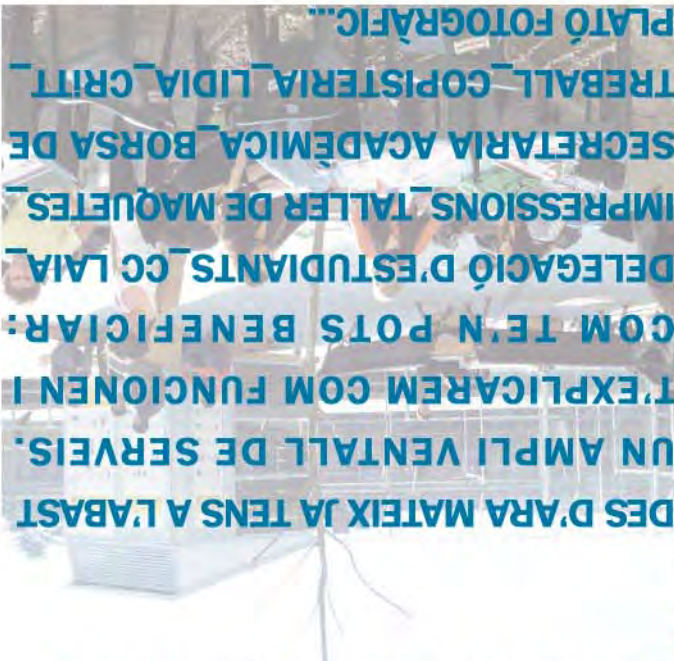 DES D'ARA MATEIX JA TENS A L'ABAST
UN AMPLI VENTALL DE SERVEIS.
T'EXPLICAREM COM FUNCIONEN I
COM TE'N POTS BENEFICIAR:
DELEGACIÓ D'ESTUDIANTS_CC LAIA_
IMPRESSIONS_TALLER DE MAQUETES_
SECRETARIA ACADÈMICA_BORSA DE
TREBALL_COPISTERIA_LIDIA_CRiTT_
PLATÓ FOTOGRÀFIC...